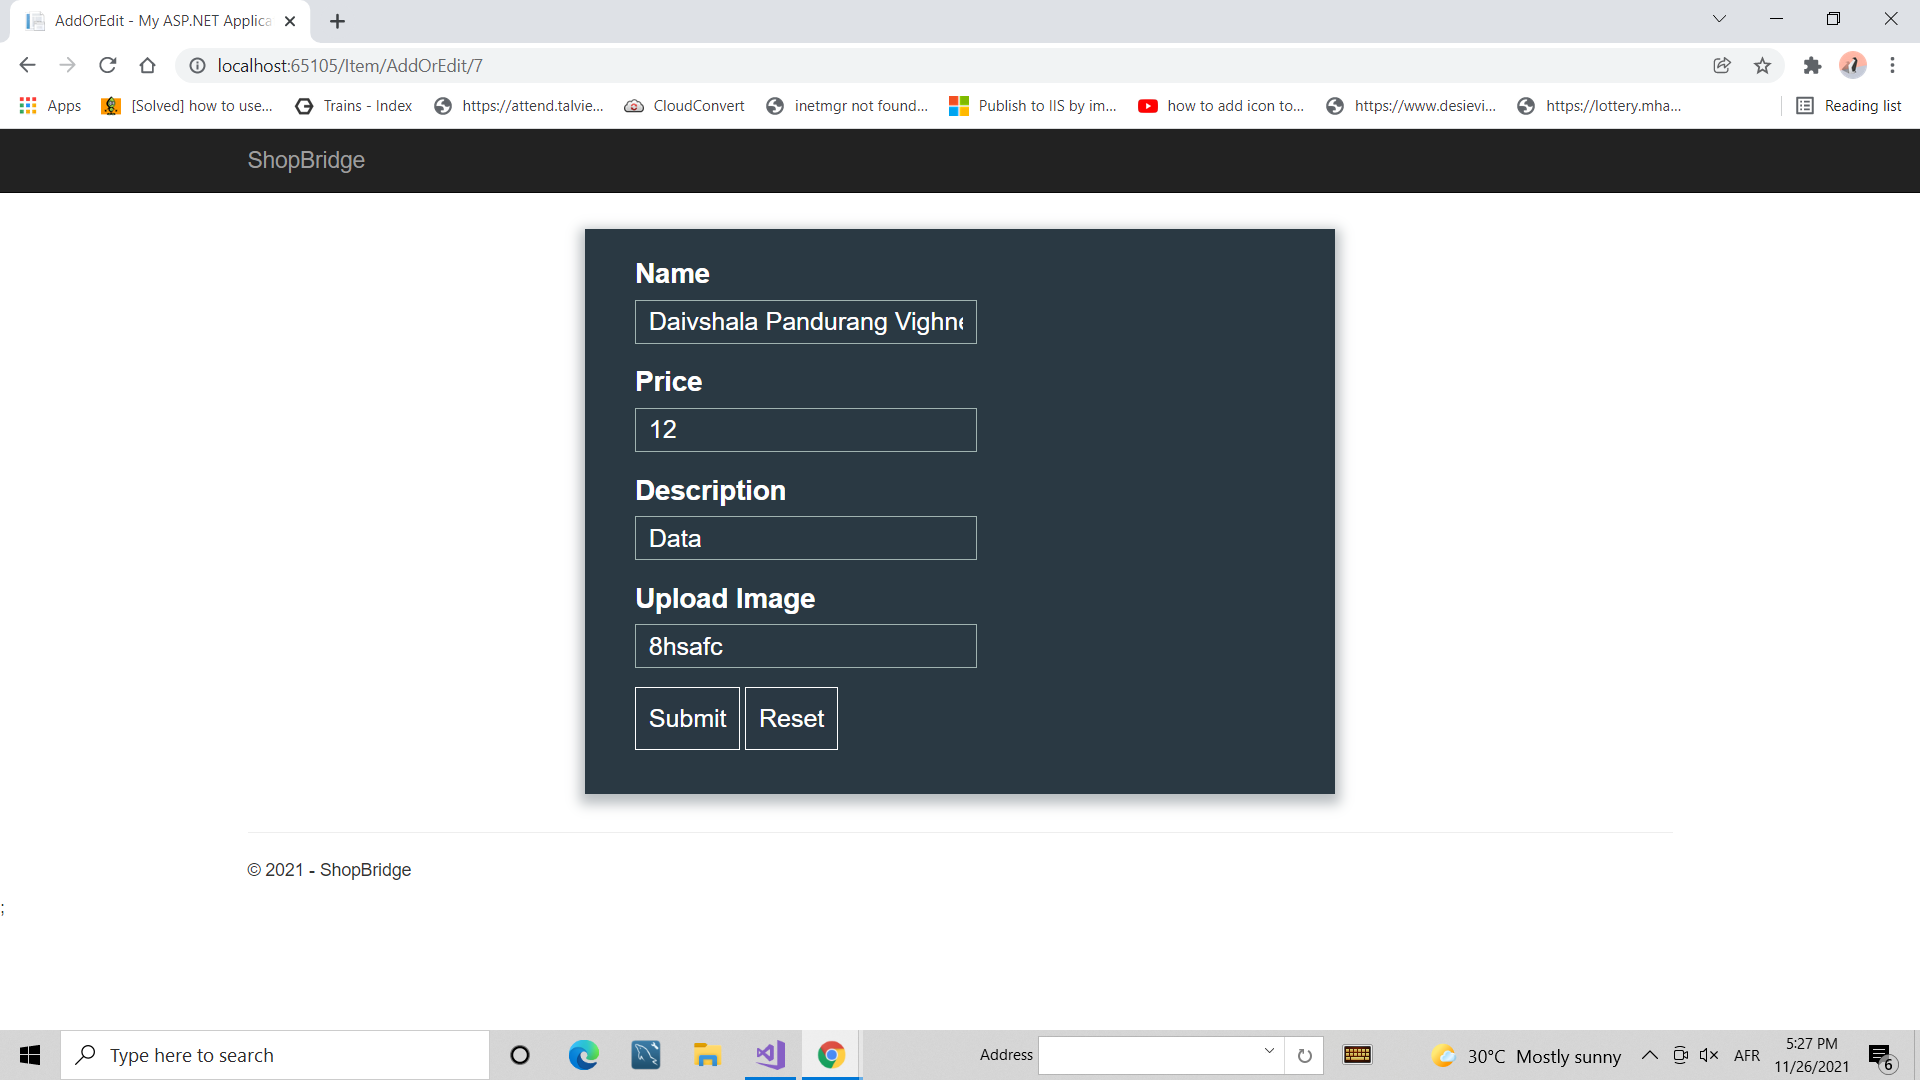 AddOrEdit - My ASP.NET Applica
localhost:65105/Item/AddOrEdit/7
Apps [Solved] how to use... Trains - Index https://attend.talvie... CloudConvert inetmgr not found... Publish to IIS by im... how to add icon to... https://www.desievi... https://lottery.mha... Reading list
ShopBridge
Name
Daivshala Pandurang Vighne
Price
12
Description
Data
Upload Image
8hsafc
Submit Reset
© 2021 - ShopBridge
;
Type here to search Address 30°C Mostly sunny AFR 5:27 PM
11/26/2021
6